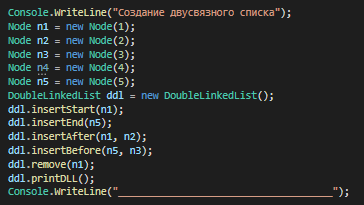 Console.WriteLine("Создание двусвязного списка");
Node n1 = new Node(1);
Node n2 = new Node(2);
Node n3 = new Node(3);
Node n4 = new Node(4);
Node n5 = new Node(5);
DoubleLinkedList ddl = new DoubleLinkedList();
ddl.insertStart(n1);
ddl.insertEnd(n5);
ddl.insertAfter(n1, n2);
ddl.insertBefore(n5, n3);
ddl.remove(n1);
ddl.printDLL();
Console.WriteLine("___________________________________");